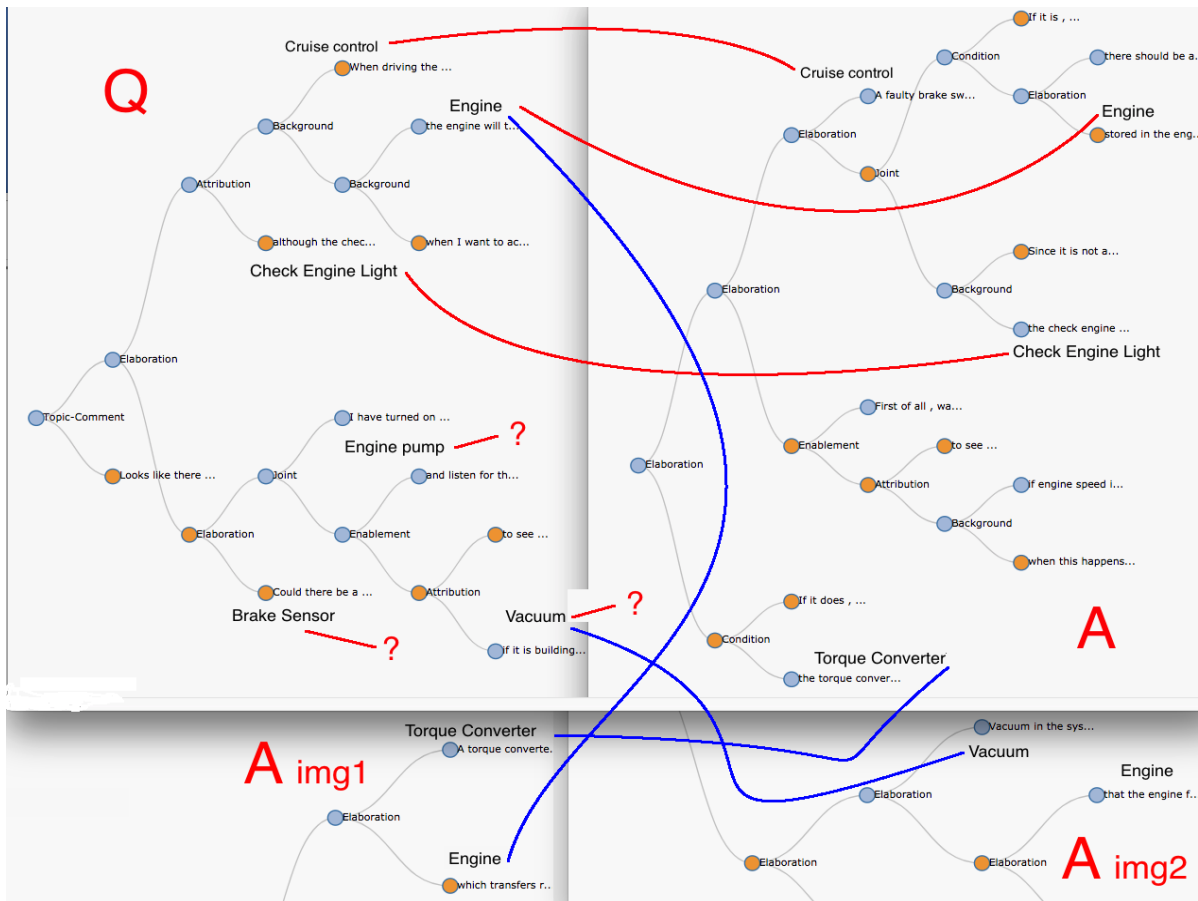 Q
Cruise control
When driving the ...
Engine
Background
the engine will t...
Attribution
Background
although the chec...
when I want to ac...
Check Engine Light
Elaboration
Topic-Comment
I have turned on ...
Engine pump
?
Looks like there ...
Joint
and listen for th...
Elaboration
Enablement
to see ...
Could there be a ...
Attribution
Brake Sensor
Vacuum
?
?
if it is building...
If it is , ...
Condition
there should be a.
Cruise control
A faulty brake sw...
Elaboration
Engine
Elaboration
stored in the eng..
Joint
Since it is not a...
Elaboration
Background
the check engine ...
Check Engine Light
First of all , wa...
Enablement
to see ...
Elaboration
Attribution
if engine speed i...
Background
when this happens...
If it does , ...
A
Condition
Torque Converter
the torque conver...
Torque Converter
A torque converte.
A img1
Elaboration
Engine
which transfers r..
Vacuum in the sys...
Vacuum
Engine
Elaboration
that the engine f..
Elaboration
Elaboration
A img2